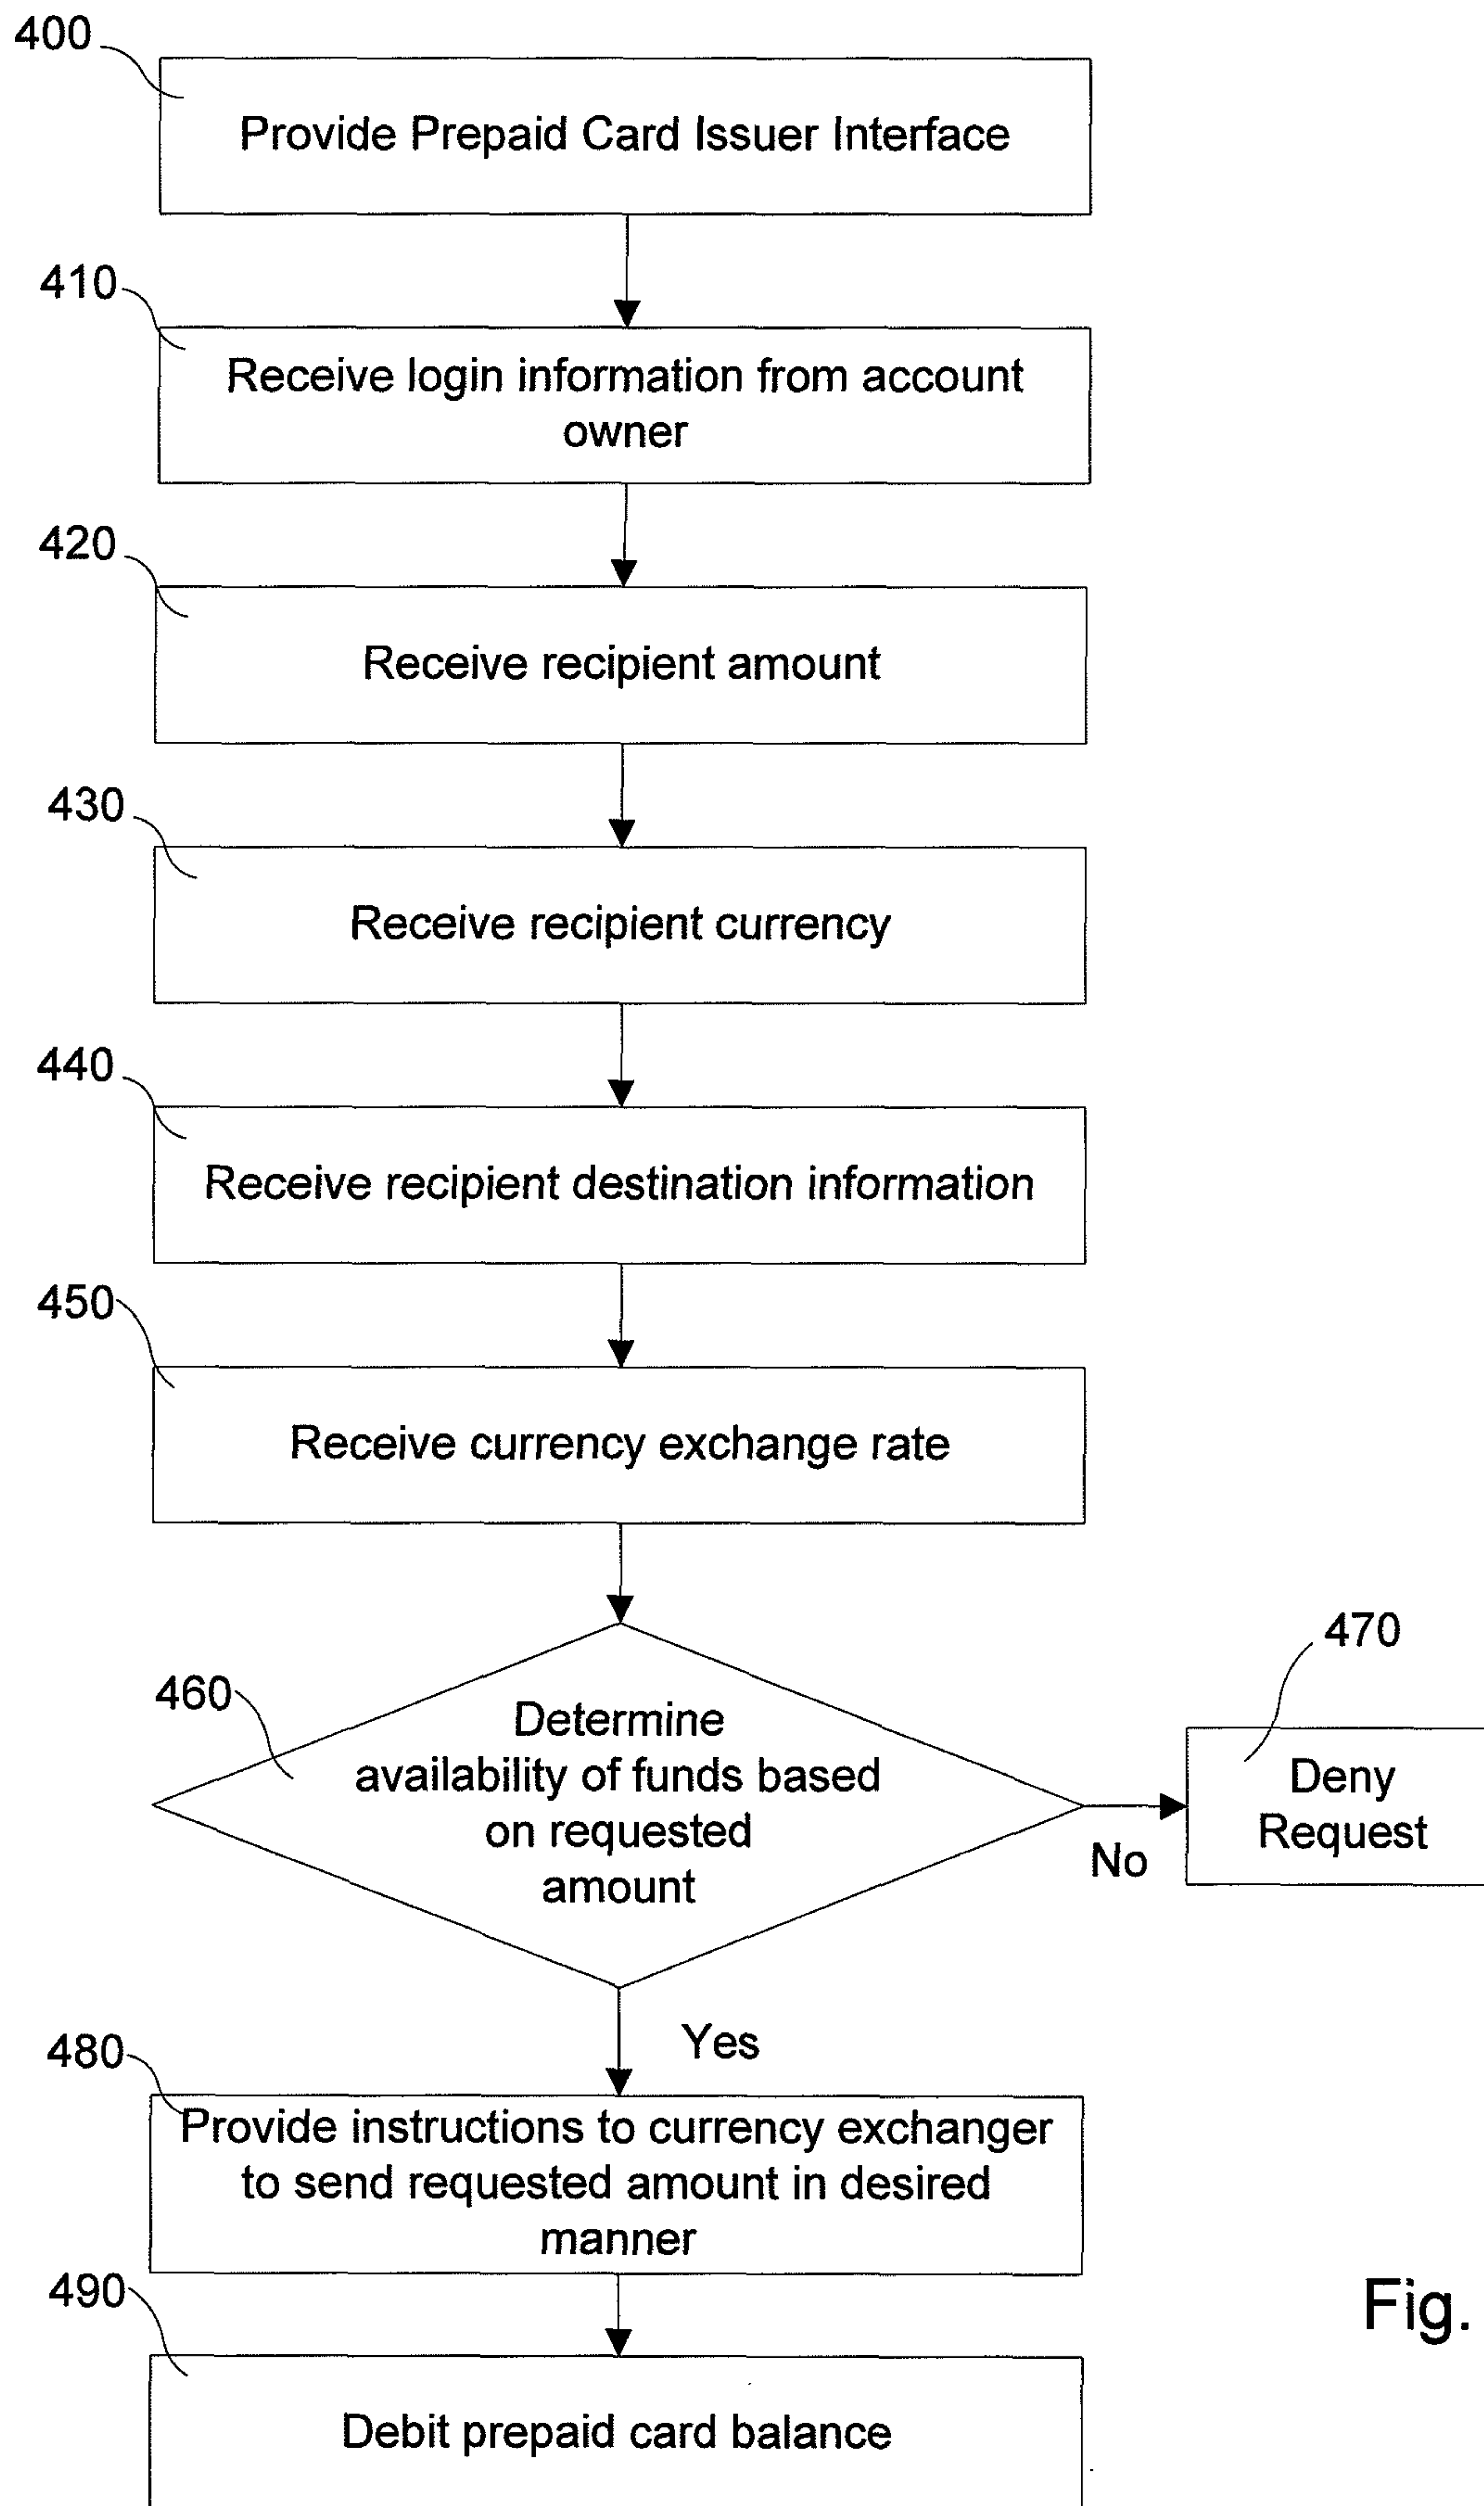 400
Provide Prepaid Card Issuer Interface
410
Receive login information from account
owner
420
Receive recipient amount
430
Receive recipient currency
440
Receive recipient destination information
450
Receive currency exchange rate
460
Determine
availability of funds based
on requested
amount
470
Deny
Request
No
Yes
480
Provide instructions to currency exchanger
to send requested amount in desired
manner
490
Debit prepaid card balance
Fig.